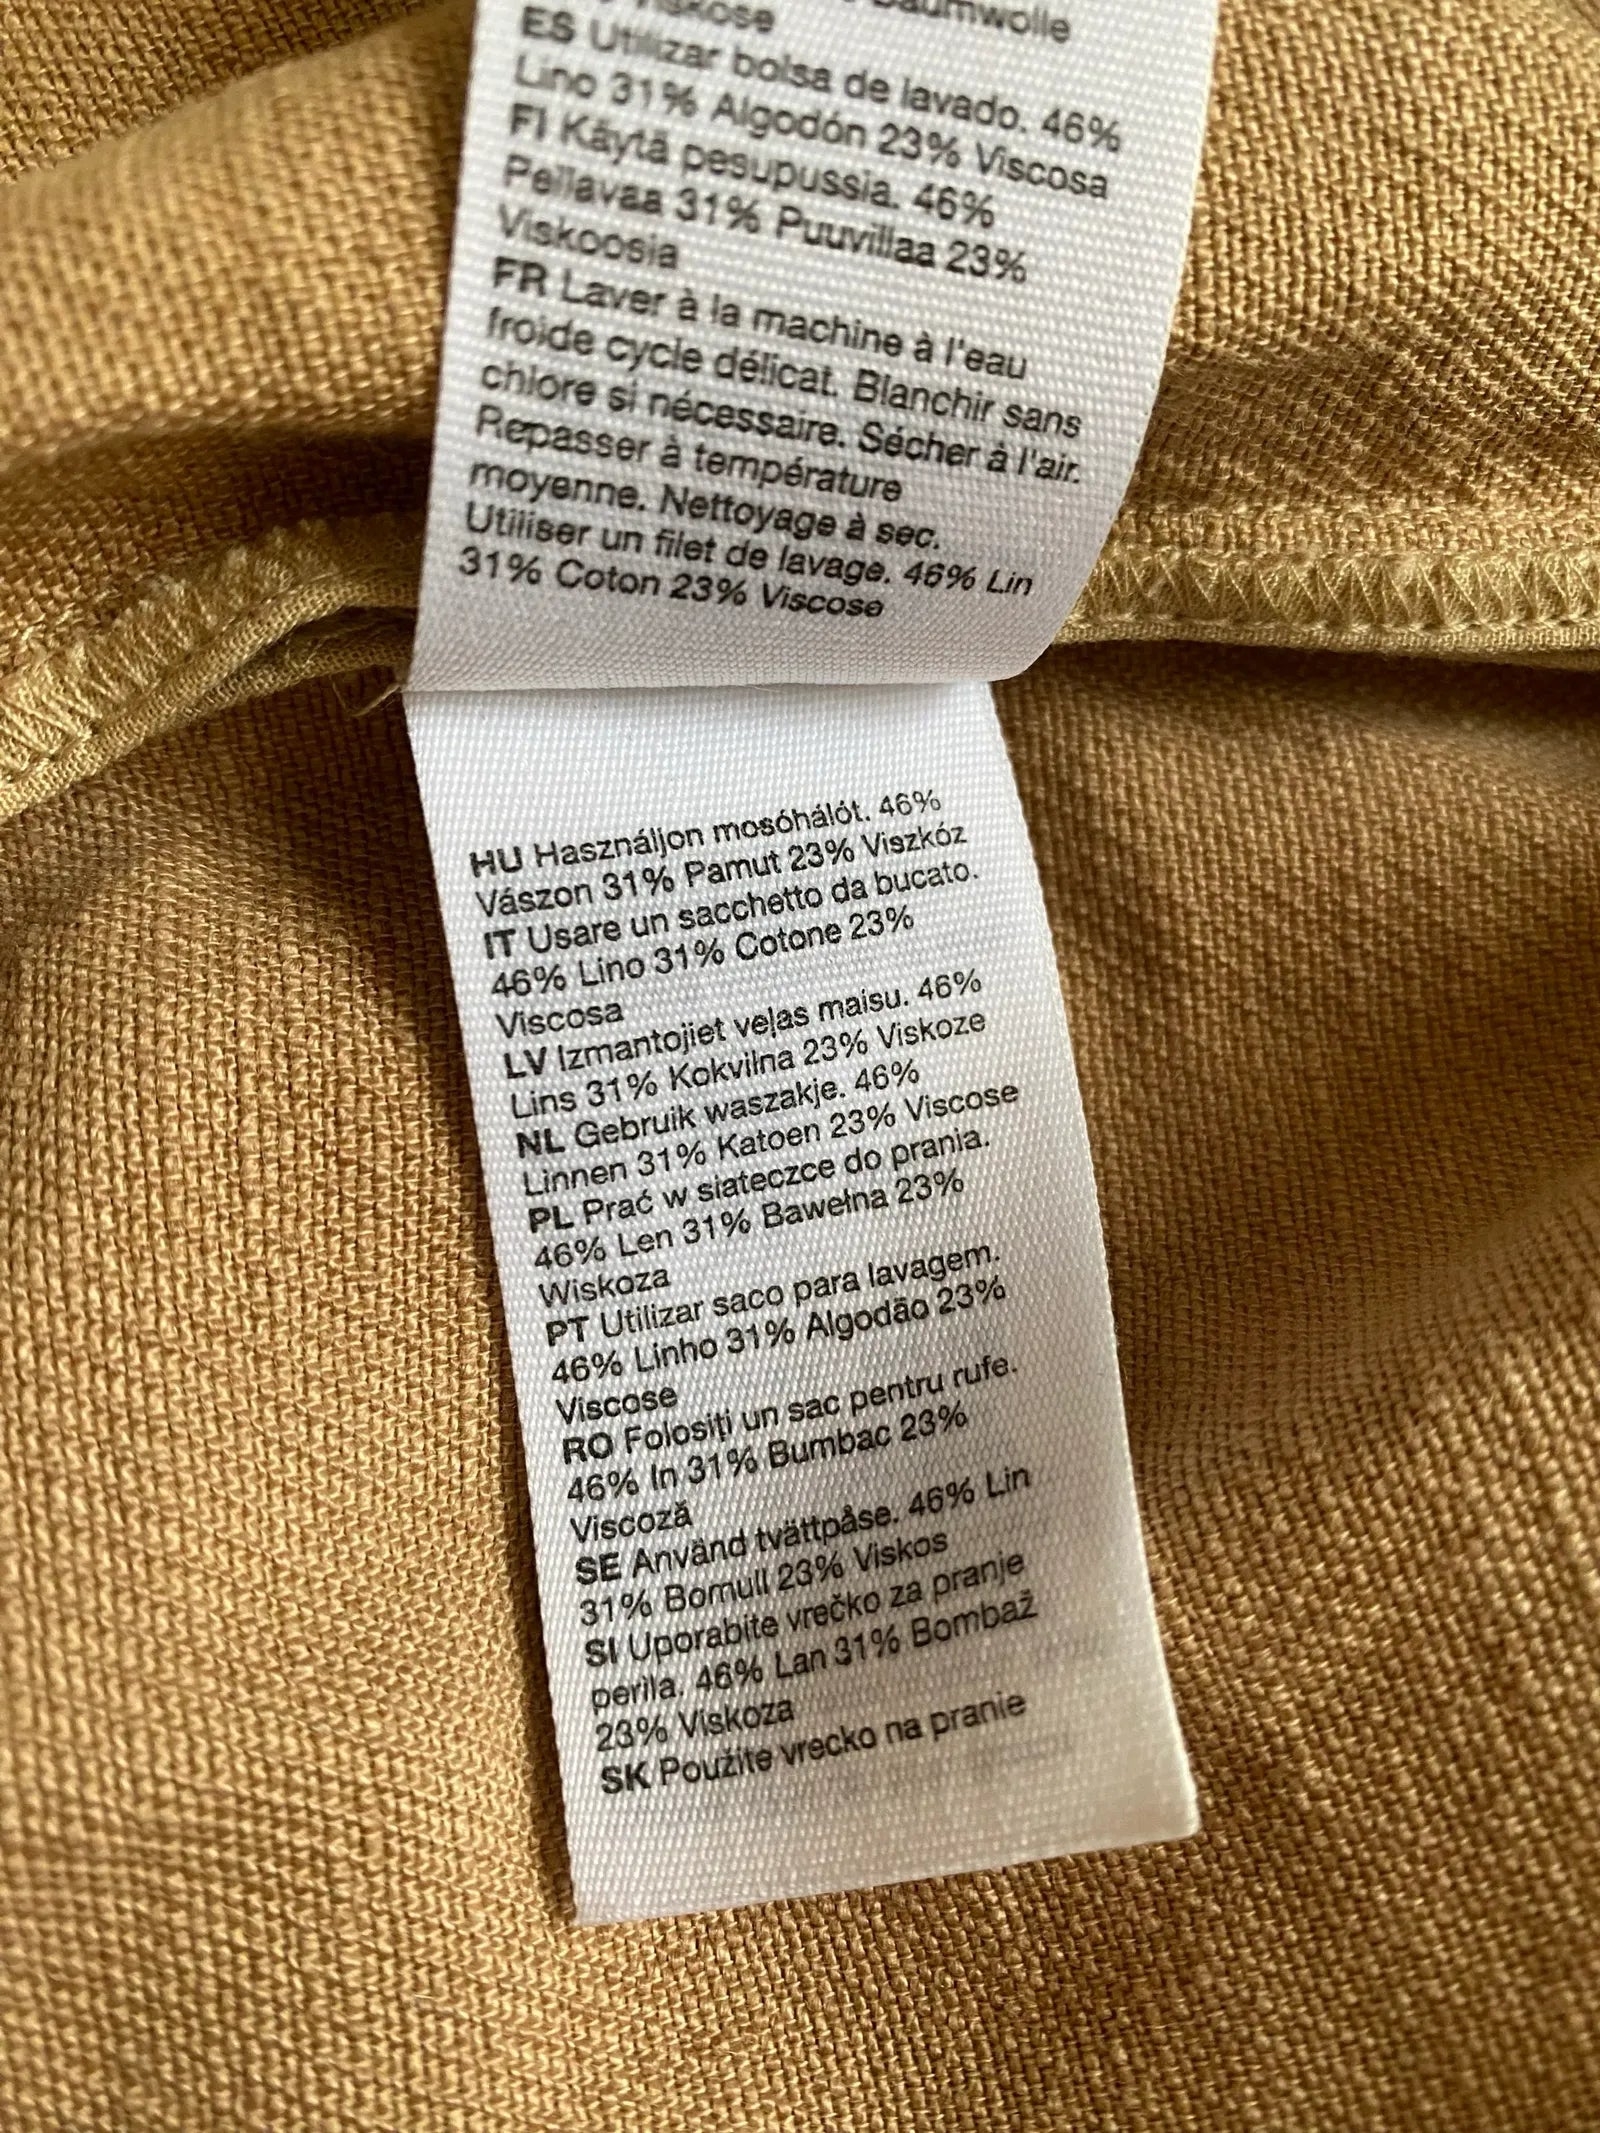 Viskose Baumwolle
ES Utilizar bolsa de lavado. 46%
Lino 31% Algodón 23% Viscosa
FI Käytä pesupussia. 46%
Pellavaa 31% Puuvillaa 23%
Viskoosia
FR Laver à la machine à l'eau
froide cycle délicat. Blanchir sans
chlore si nécessaire. Sécher à l'air.
Repasser à température
moyenne. Nettoyage à sec.
Utiliser un filet de lavage. 46% Lin
31% Coton 23% Viscose
HU Használjon mosóhálót. 46%
Vászon 31% Pamut 23% Viszkóz
IT Usare un sacchetto da bucato.
46% Lino 31% Cotone 23%
Viscosa
LV Izmantojiet veļas maisu. 46%
Lins 31% Kokvilna 23% Viskoze
NL Gebruik waszakje. 46%
Linnen 31% Katoen 23% Viscose
PL Prać w siateczce do prania.
46% Len 31% Bawełna 23%
Wiskoza
PT Utilizar saco para lavagem.
46% Linho 31% Algodão 23%
Viscose
RO Folosiți un sac pentru rufe.
46% In 31% Bumbac 23%
Viscoză
SE Använd tvättpåse. 46% Lin
31% Bomull 23% Viskos
SI Uporabite vrečko za pranje
perila. 46% Lan 31% Bombaž
23% Viskoza
SK Použite vrecko na pranie